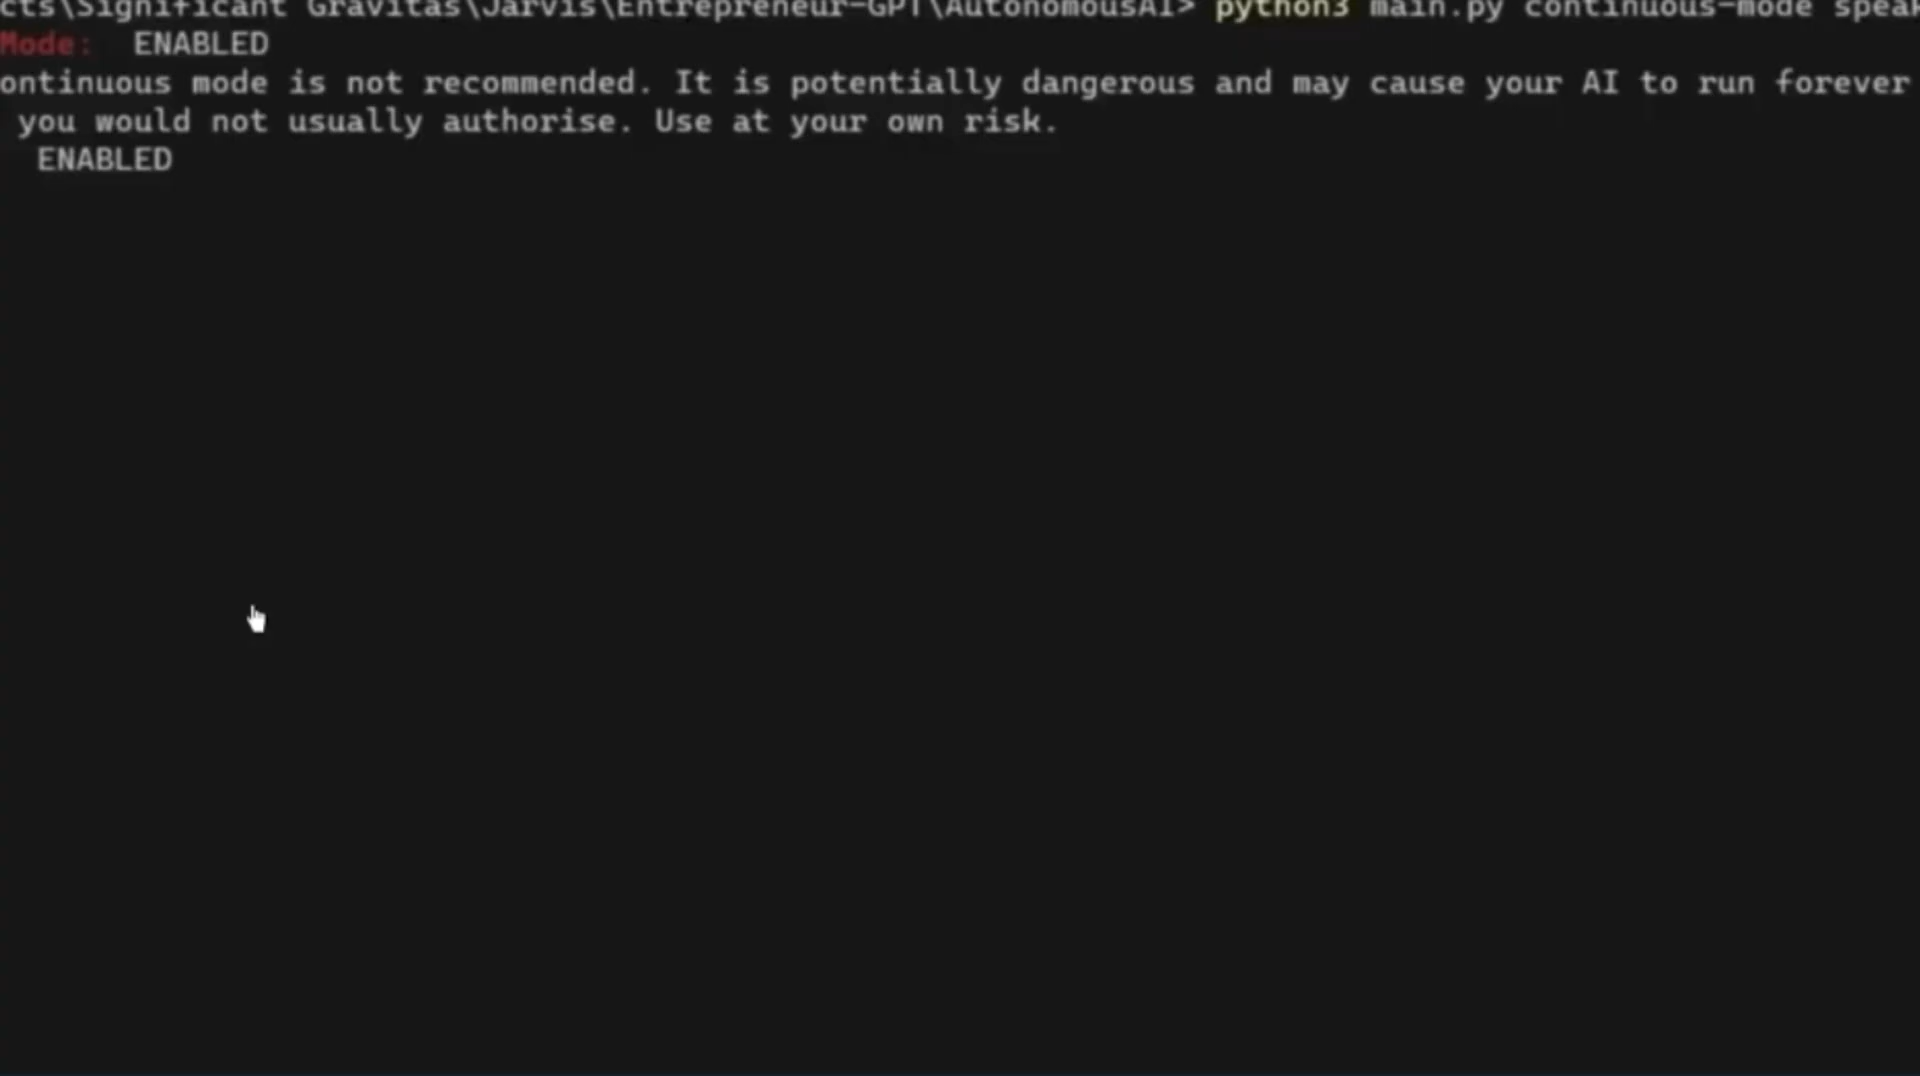 cts\Significant Gravitas\Jarvis\Entrepreneur-GPT\AutonomousAI> python3 main.py continuous-mode speak
Mode: ENABLED
ontinuous mode is not recommended. It is potentially dangerous and may cause your AI to run forever
you would not usually authorise. Use at your own risk.
ENABLED